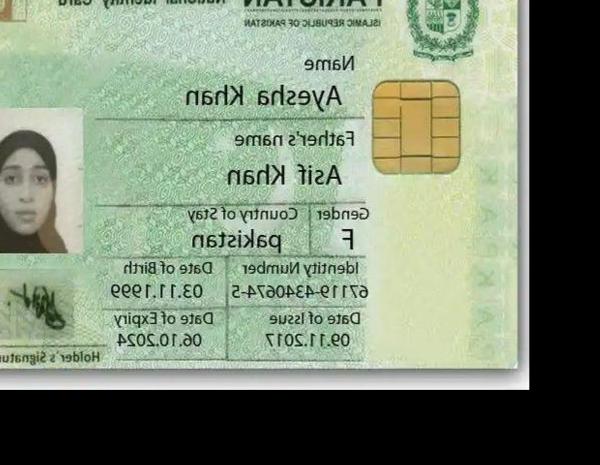 PAKISTAN National Identity Card
ISLAMIC REPUBLIC OF PAKISTAN
Name
Ayesha Khan
Father's name
Asif Khan
Gender Country of Stay
F pakistan
Identity Number Date of Birth
67119-4340674-5 03.11.1999
Date of Issue Date of Expiry
09.11.2017 06.10.2024
Holder's Signatu